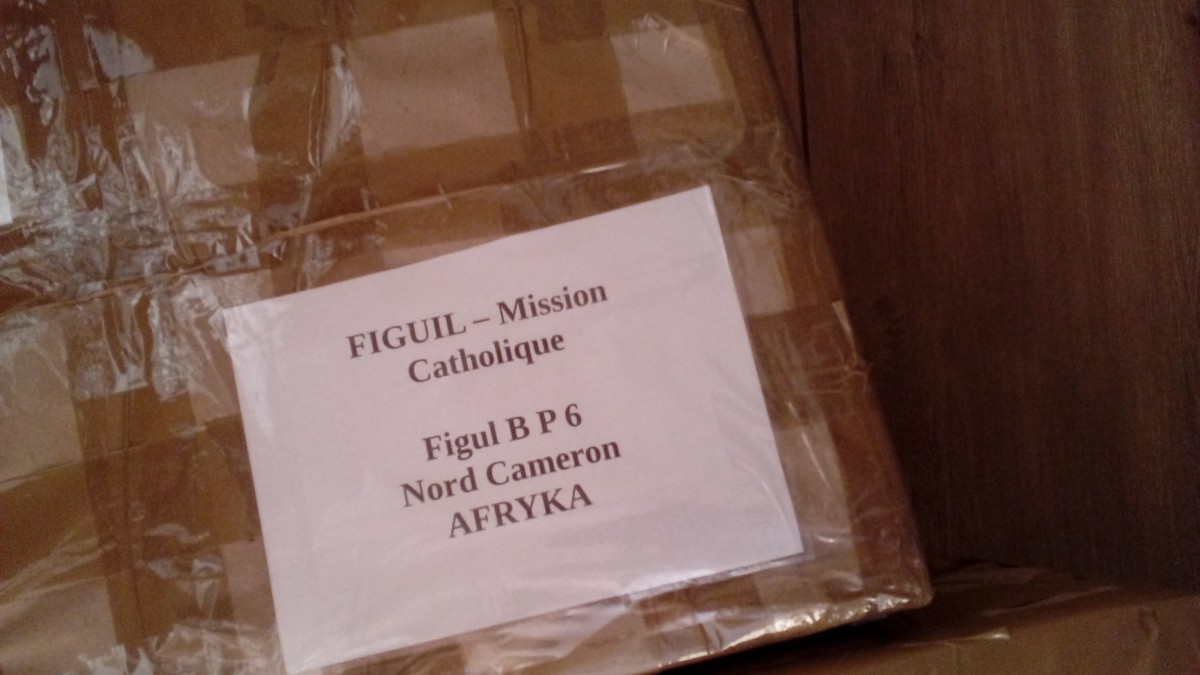 FIGUIL – Mission
Catholique
Figul B P 6
Nord Cameron
AFRYKA